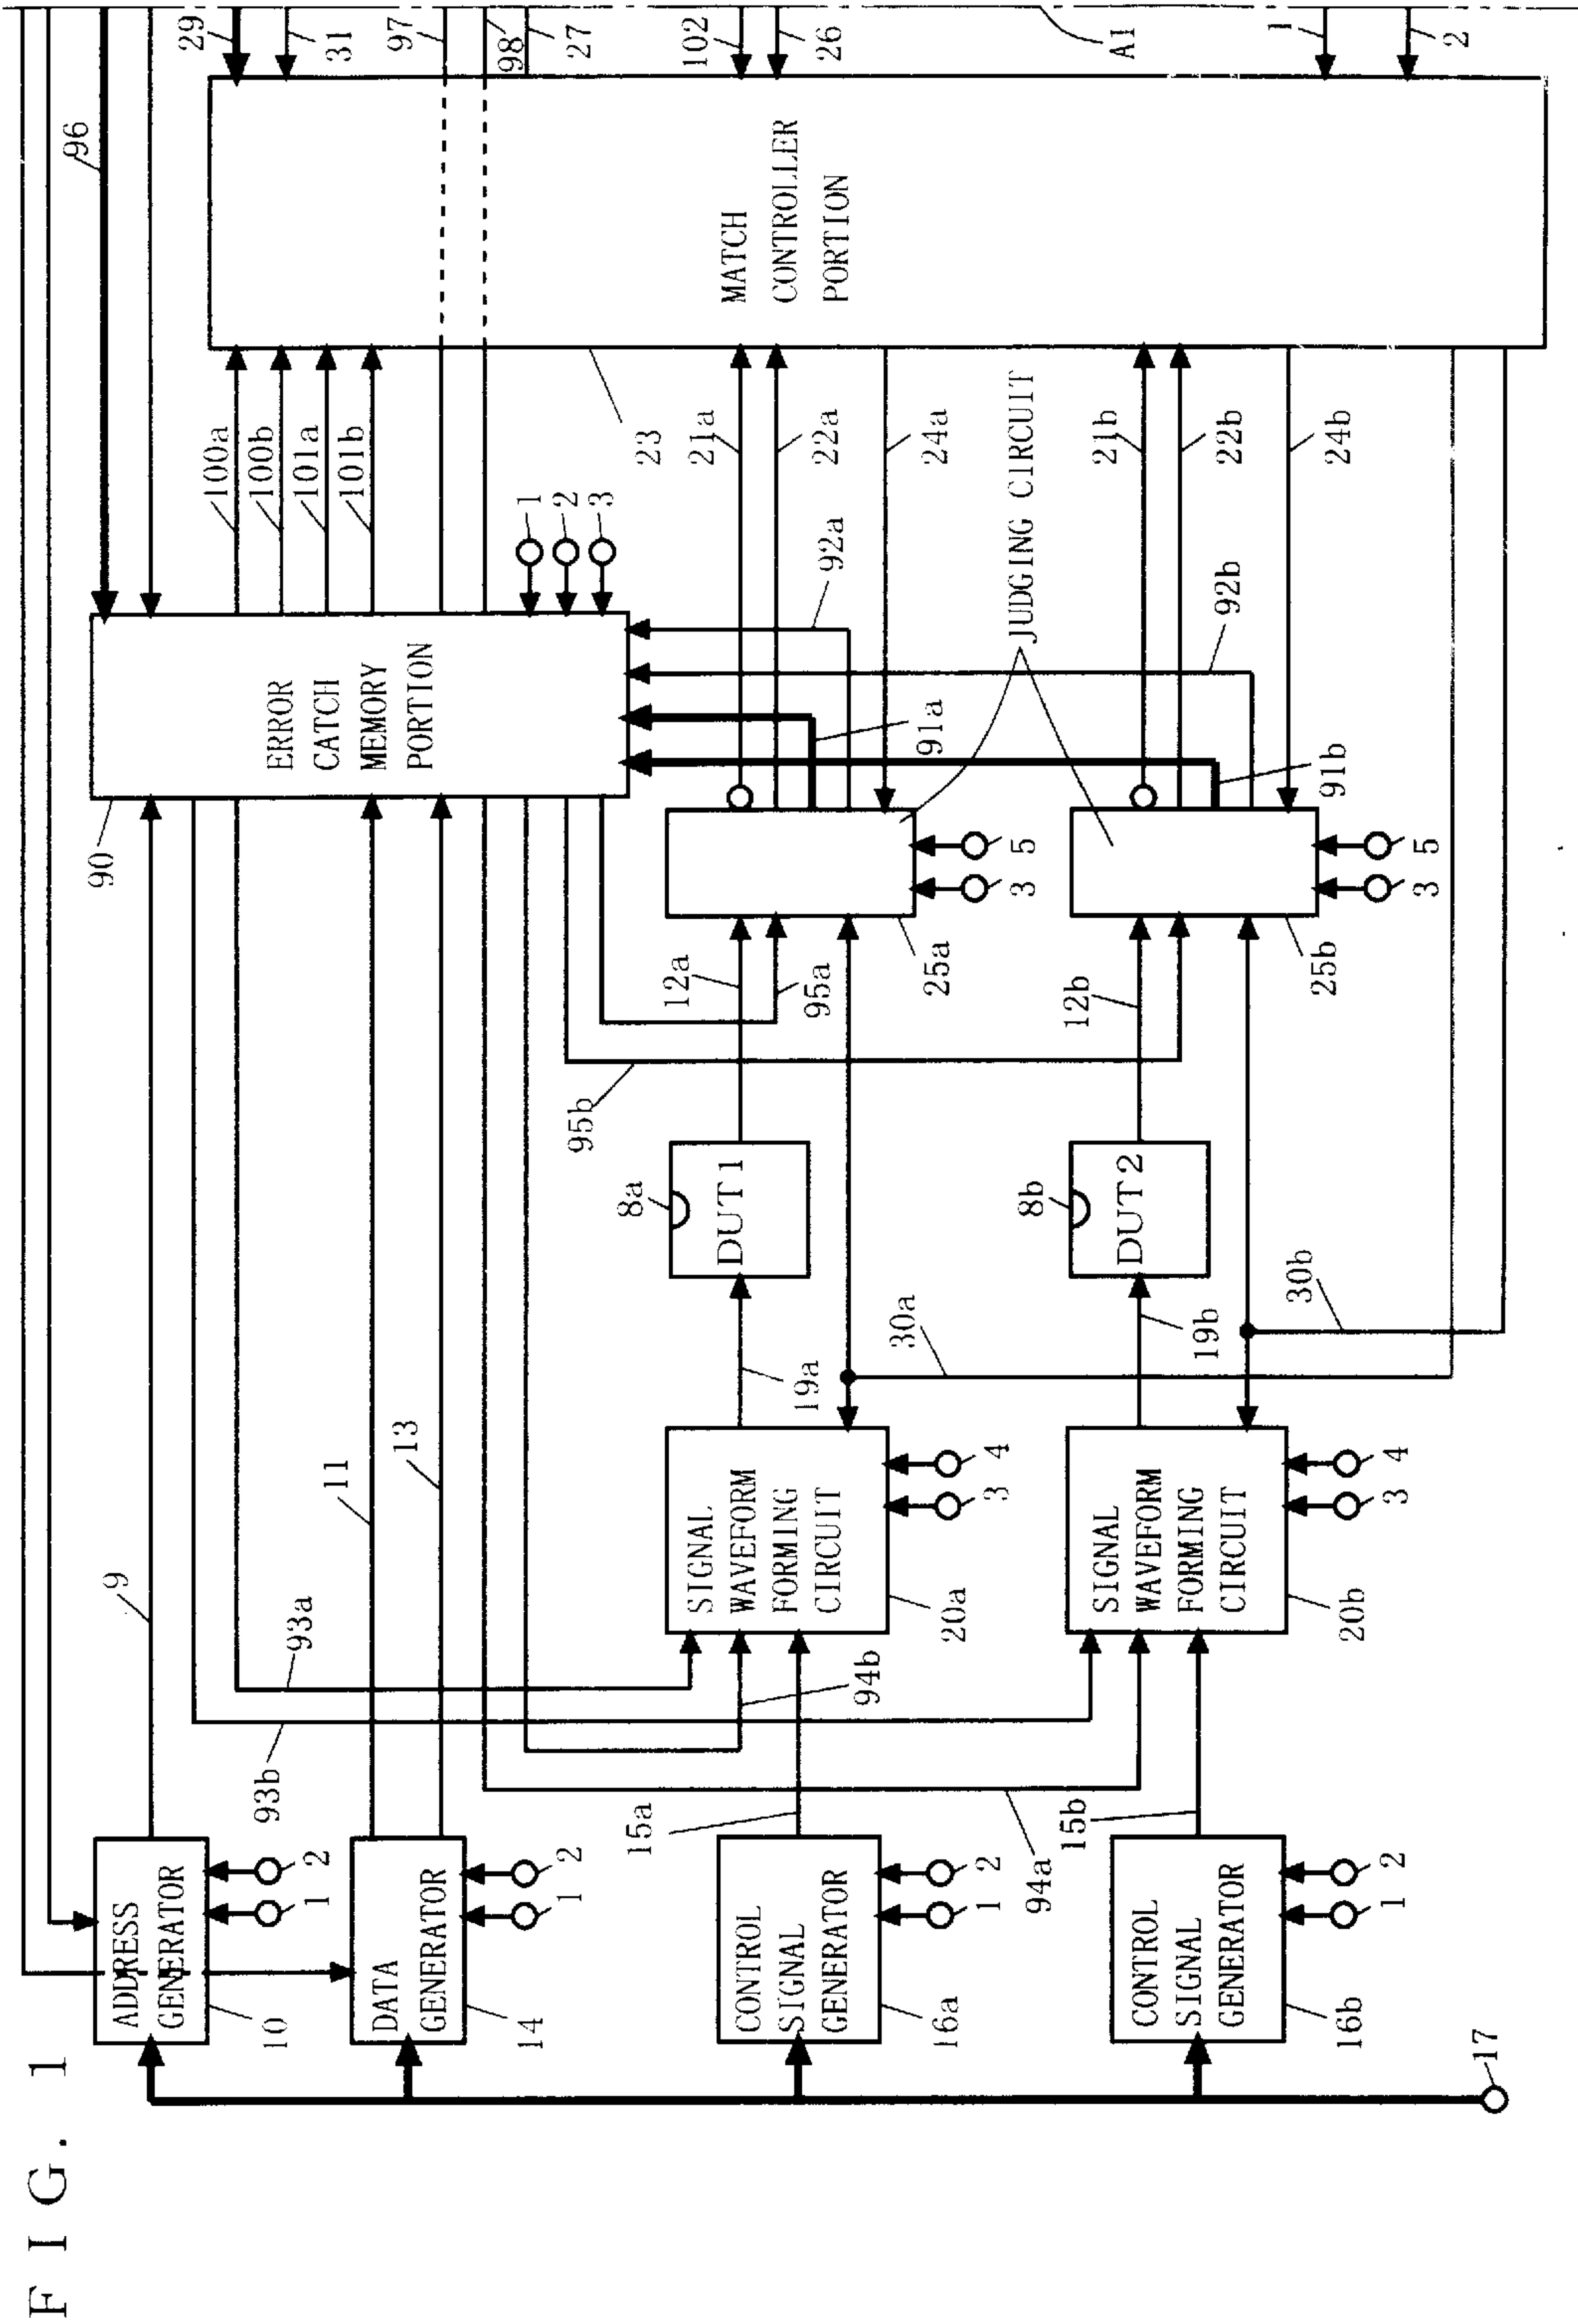 FIG. 1
ADDRESS
GENERATOR
10
1
2
DATA
GENERATOR
14
1
2
CONTROL
SIGNAL
GENERATOR
16a
1
2
CONTROL
SIGNAL
GENERATOR
16b
1
2
17
9
93a
93b
11
13
94b
94a
15a
15b
SIGNAL
WAVEFORM
FORMING
CIRCUIT
20a
3
4
SIGNAL
WAVEFORM
FORMING
CIRCUIT
20b
3
4
19a
19b
30a
30b
8a
DUT1
8b
DUT2
95b
12a
95a
12b
25a
3
5
25b
3
5
90
ERROR
CATCH
MEMORY
PORTION
91a
91b
92a
92b
JUDGING CIRCUIT
1
2
3
100a
100b
101a
101b
23
21a
22a
24a
21b
22b
24b
MATCH
CONTROLLER
PORTION
96
29
31
97
98
27
102
26
A1
1
2